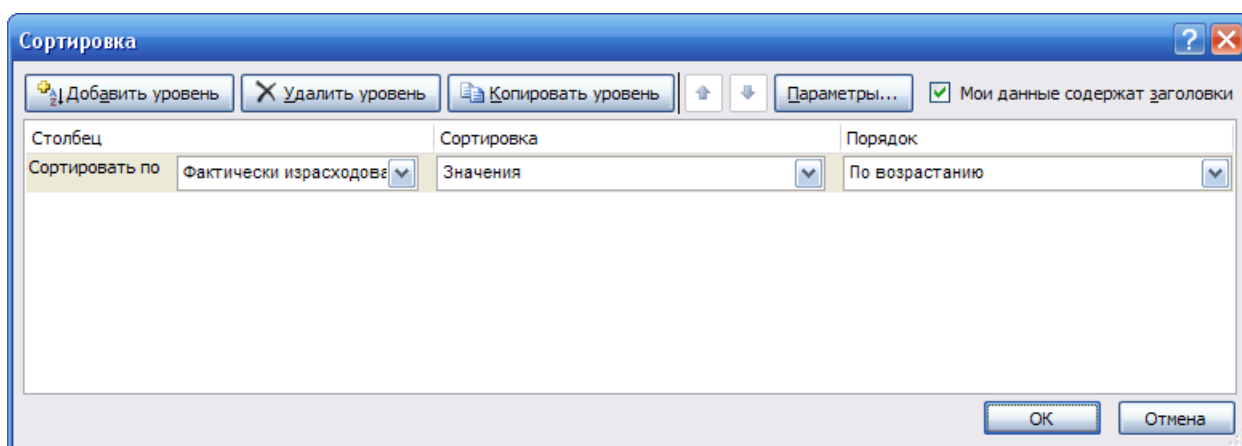 Сортировка
Добавить уровень Удалить уровень Копировать уровень Параметры... Мои данные содержат заголовки
Столбец Сортировка Порядок
Сортировать по Фактически израсходова Значения По возрастанию
ОК Отмена